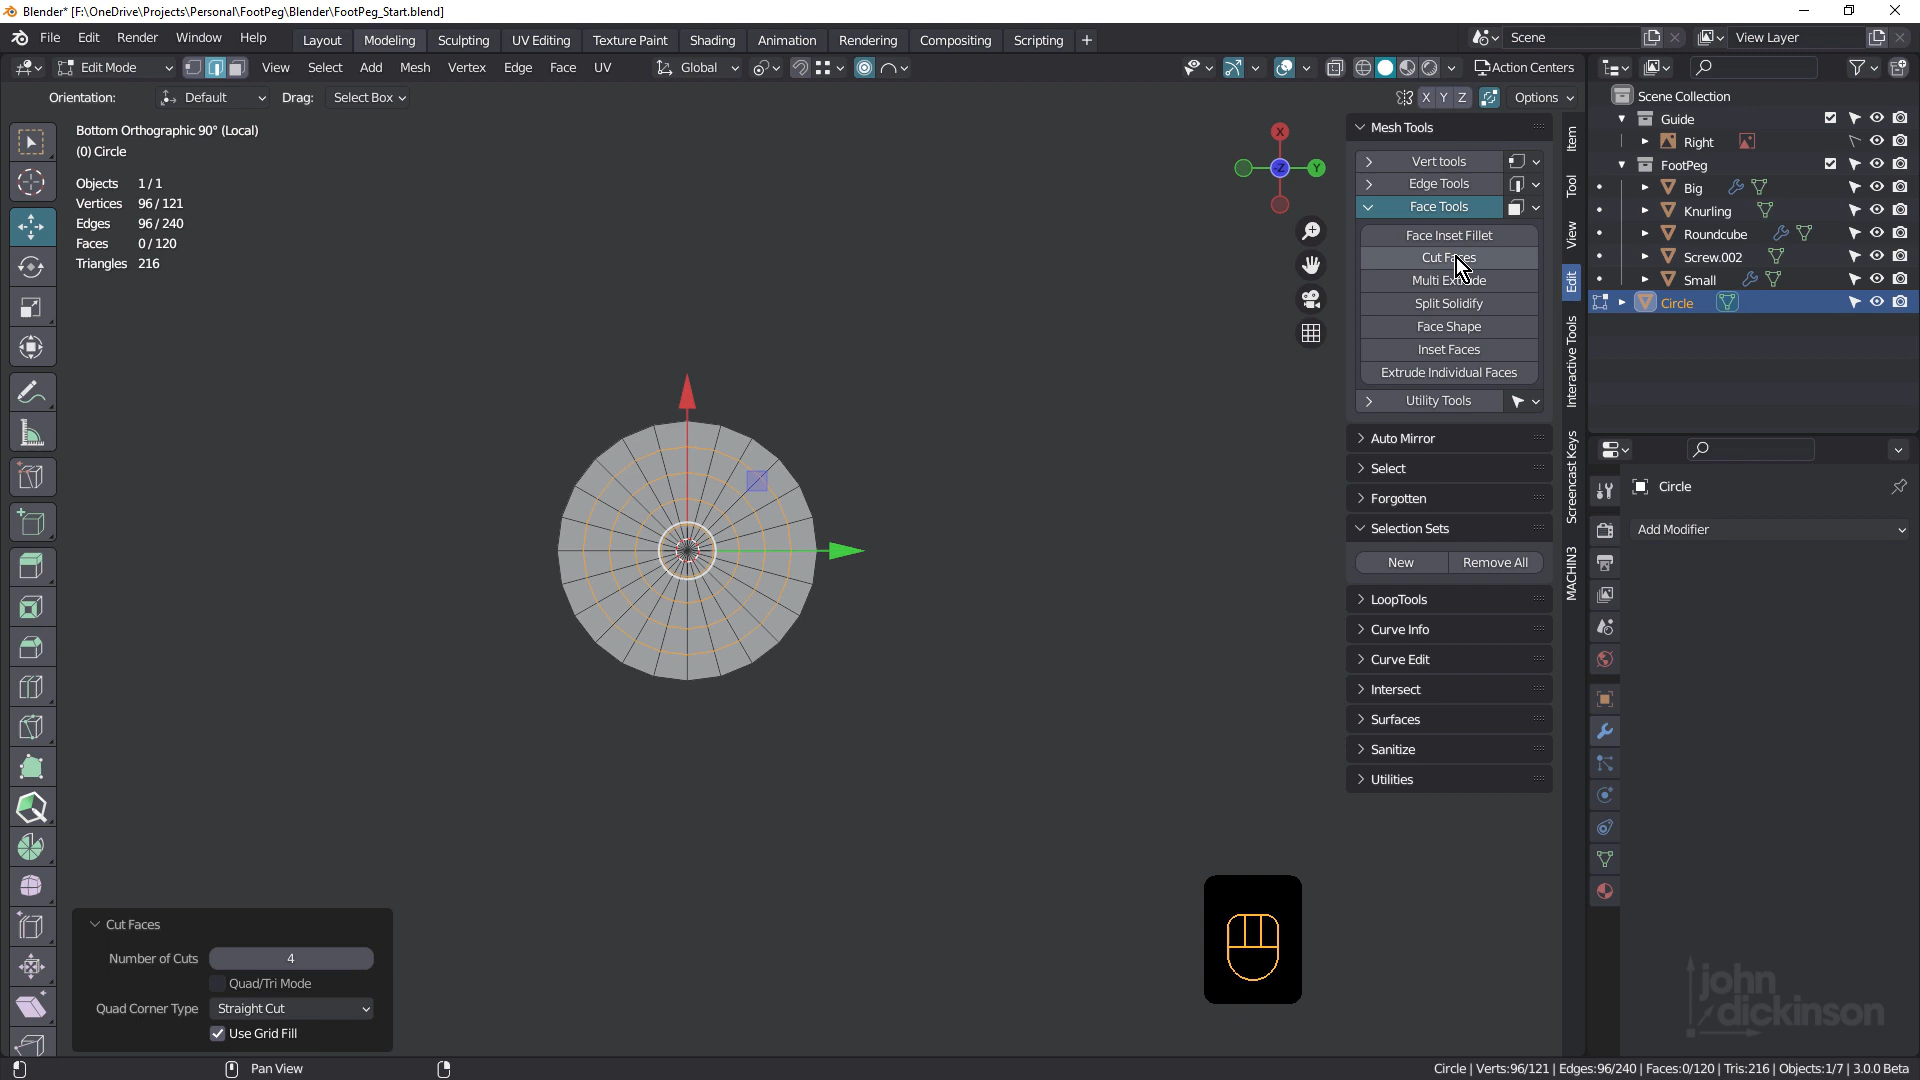 Blender* [F:\OneDrive\Projects\Personal\FootPeg\Blender\FootPeg_Start.blend]
File Edit Render Window Help Layout Modeling Sculpting UV Editing Texture Paint Shading Animation Rendering Compositing Scripting + Scene View Layer
Edit Mode View Select Add Mesh Vertex Edge Face UV Global Action Centers
Orientation: Default Drag: Select Box X Y Z Options
Bottom Orthographic 90° (Local)
(0) Circle
Objects 1/1
Vertices 96/121
Edges 96/240
Faces 0/120
Triangles 216
X
Y
-Z
Mesh Tools
Vert tools
Edge Tools
Face Tools
Face Inset Fillet
Cut Faces
Multi Extrude
Split Solidify
Face Shape
Inset Faces
Extrude Individual Faces
Utility Tools
Auto Mirror
Select
Forgotten
Selection Sets
New Remove All
LoopTools
Curve Info
Curve Edit
Intersect
Surfaces
Sanitize
Utilities
Item
Tool
View
Edit
Interactive Tools
Screencast Keys
MACHIN3
Scene Collection
Guide
Right
FootPeg
Big
Knurling
Roundcube
Screw.002
Small
Circle
Circle
Add Modifier
Cut Faces
Number of Cuts 4
Quad/Tri Mode
Quad Corner Type Straight Cut
Use Grid Fill
john
dickinson
Pan View
Circle | Verts:96/121 | Edges:96/240 | Faces:0/120 | Tris:216 | Objects:1/7 | 3.0.0 Beta